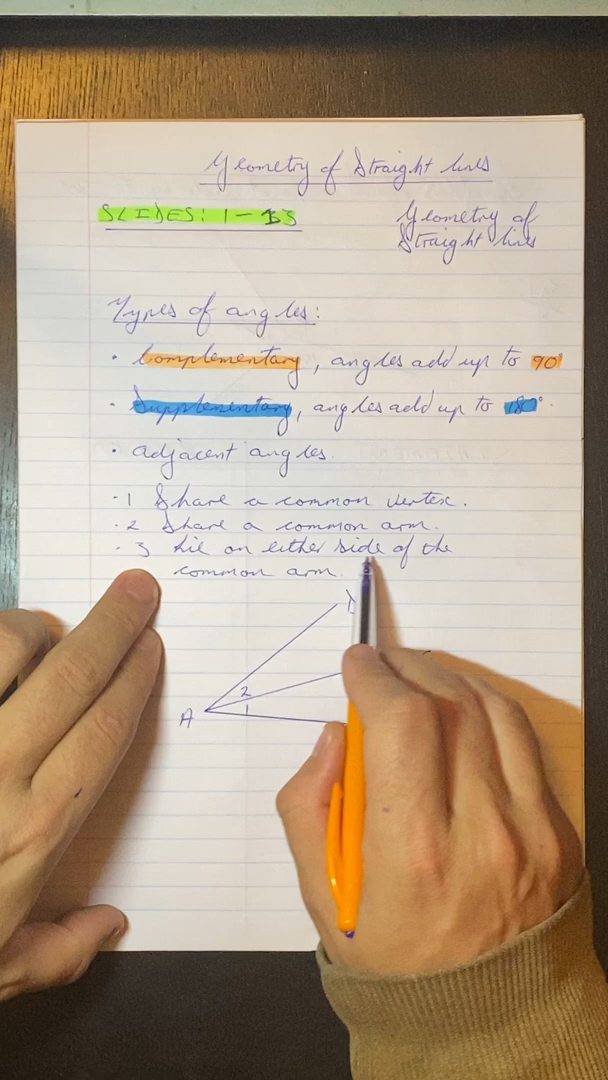 Geometry of Straight lines
SLIDES: 1 - 33
Geometry of
Straight lines
Types of angles:
• Complementary, angles add up to 90°
• Supplementary, angles add up to 180°.
• adjacent angles.
· 1 Share a common vertex.
· 2 Share a common arm.
· 3 Lie on either side of the
common arm.
2
A 1